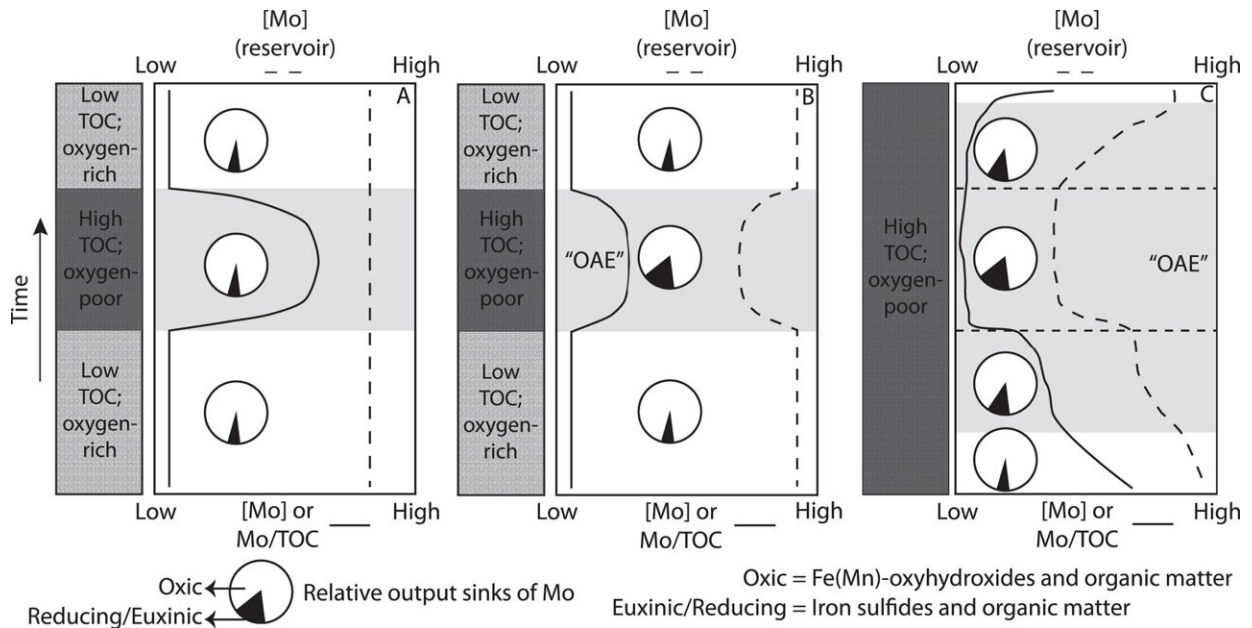 [Mo]
(reservoir)
Low — — High
A
Low
TOC;
oxygen-
rich
High
TOC;
oxygen-
poor
Low
TOC;
oxygen-
rich
Low [Mo] or High
Mo/TOC
[Mo]
(reservoir)
Low — — High
B
Low
TOC;
oxygen-
rich
High
TOC;
oxygen-
poor
Low
TOC;
oxygen-
rich
"OAE"
Low [Mo] or High
Mo/TOC
[Mo]
(reservoir)
Low — — High
C
High
TOC;
oxygen-
poor
"OAE"
Low [Mo] or High
Mo/TOC
Time
Oxic
Reducing/Euxinic
Relative output sinks of Mo
Oxic = Fe(Mn)-oxyhydroxides and organic matter
Euxinic/Reducing = Iron sulfides and organic matter